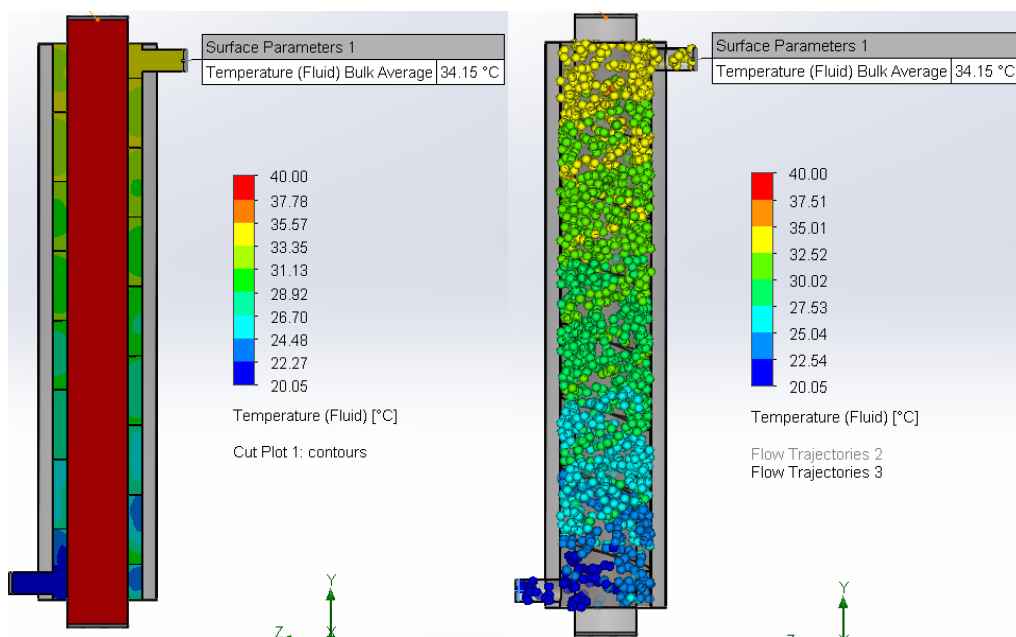 Surface Parameters 1
Temperature (Fluid) Bulk Average 34.15 °C
40.00
37.78
35.57
33.35
31.13
28.92
26.70
24.48
22.27
20.05
Temperature (Fluid) [°C]
Cut Plot 1: contours
Y
Z
X
Surface Parameters 1
Temperature (Fluid) Bulk Average 34.15 °C
40.00
37.51
35.01
32.52
30.02
27.53
25.04
22.54
20.05
Temperature (Fluid) [°C]
Flow Trajectories 2
Flow Trajectories 3
Y
Z